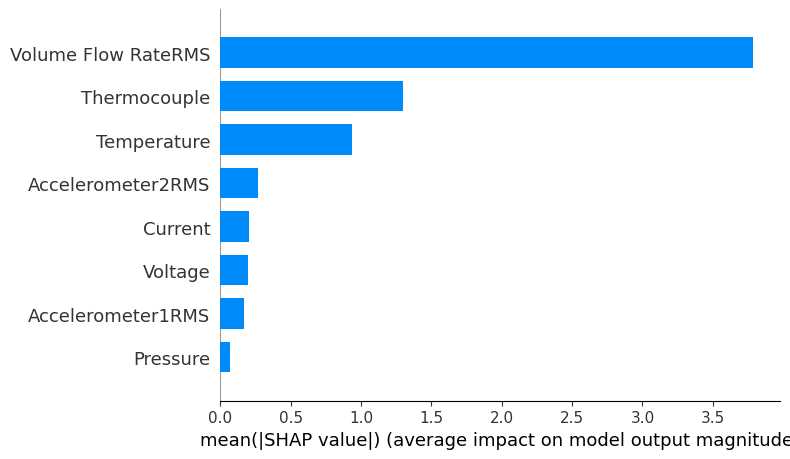 Volume Flow RateRMS
Thermocouple
Temperature
Accelerometer2RMS
Current
Voltage
Accelerometer1RMS
Pressure
0.0 0.5 1.0 1.5 2.0 2.5 3.0 3.5
mean(|SHAP value|) (average impact on model output magnitude